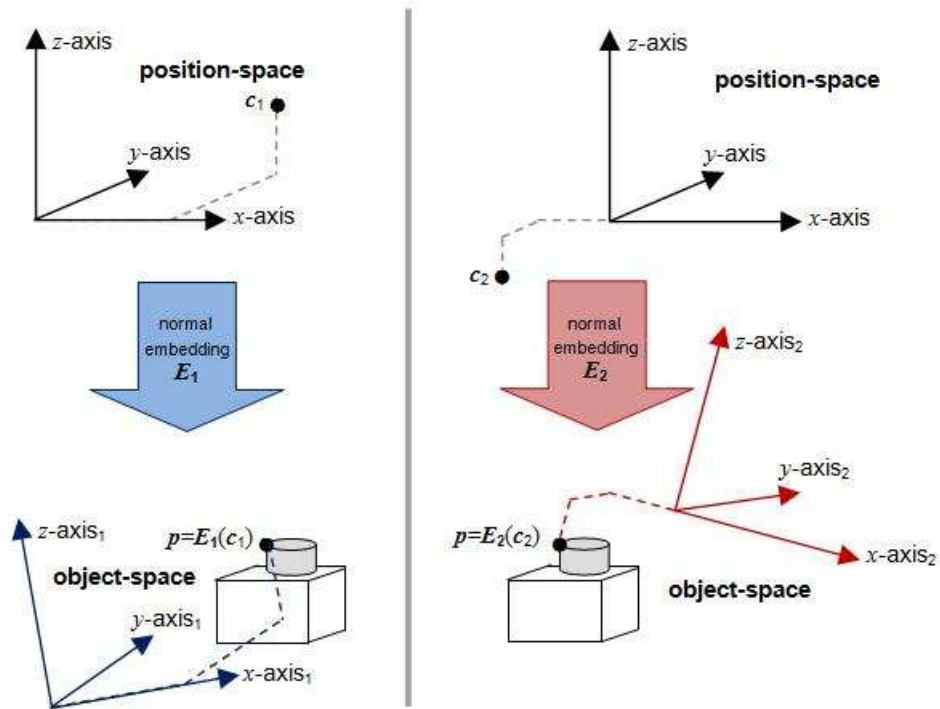 z-axis
position-space
c1
y-axis
x-axis
normal
embedding
E1
z-axis1
p=E1(c1)
object-space
y-axis1
x-axis1
z-axis
position-space
y-axis
x-axis
c2
normal
embedding
E2
z-axis2
y-axis2
p=E2(c2)
x-axis2
object-space